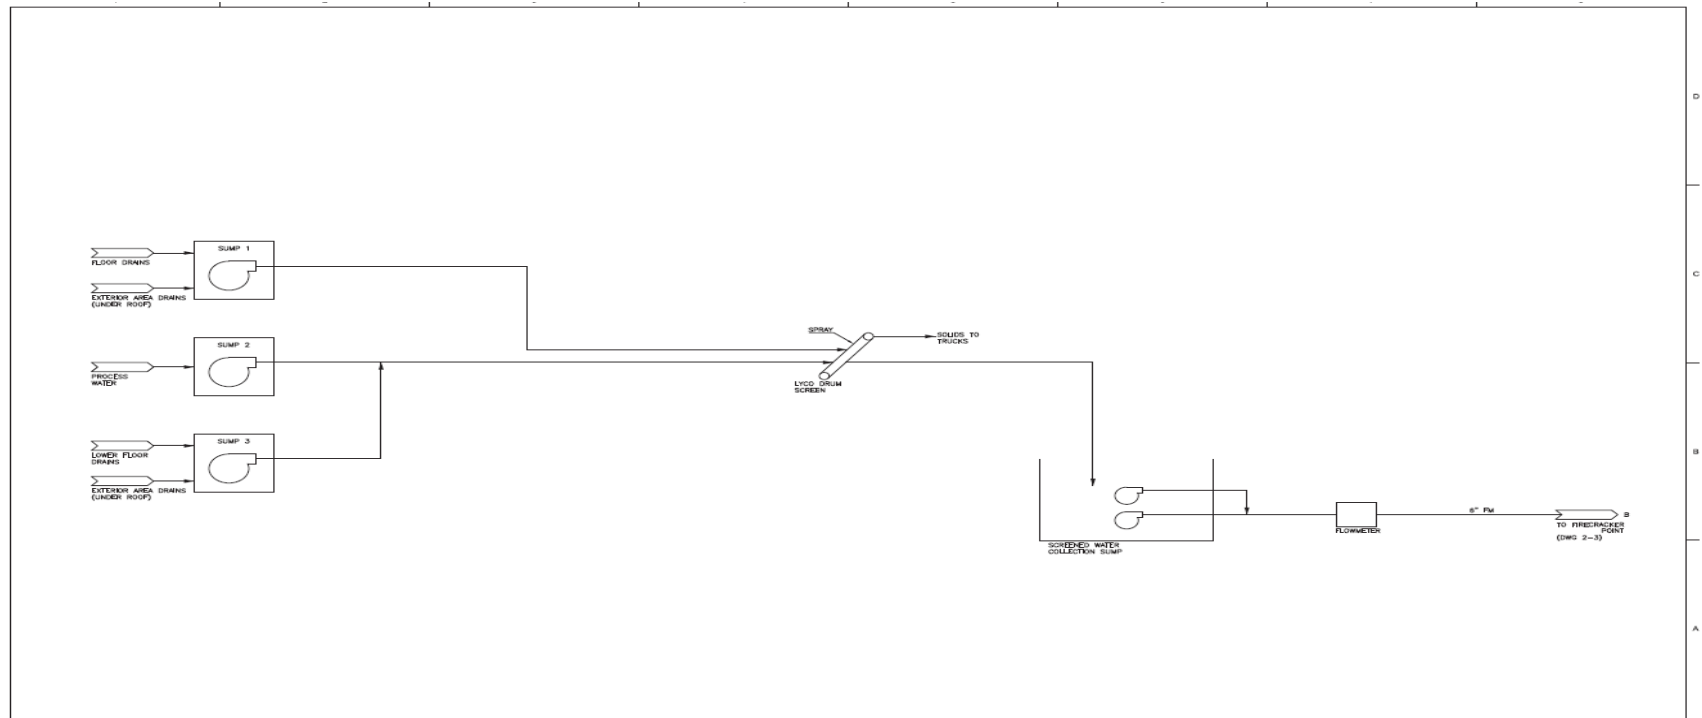 D
SUMP 1
FLOOR DRAINS
C
EXTERIOR AREA DRAINS
(UNDER ROOF)
SPRAY
SOLIDS TO
TRUCKS
SUMP 2
PROCESS
WATER
LYCO DRUM
SCREEN
SUMP 3
LOWER FLOOR
DRAINS
B
EXTERIOR AREA DRAINS
(UNDER ROOF)
6" FM
B
TO FIRECRACKER
POINT
(DWG 2-3)
FLOWMETER
SCREENED WATER
COLLECTION SUMP
A